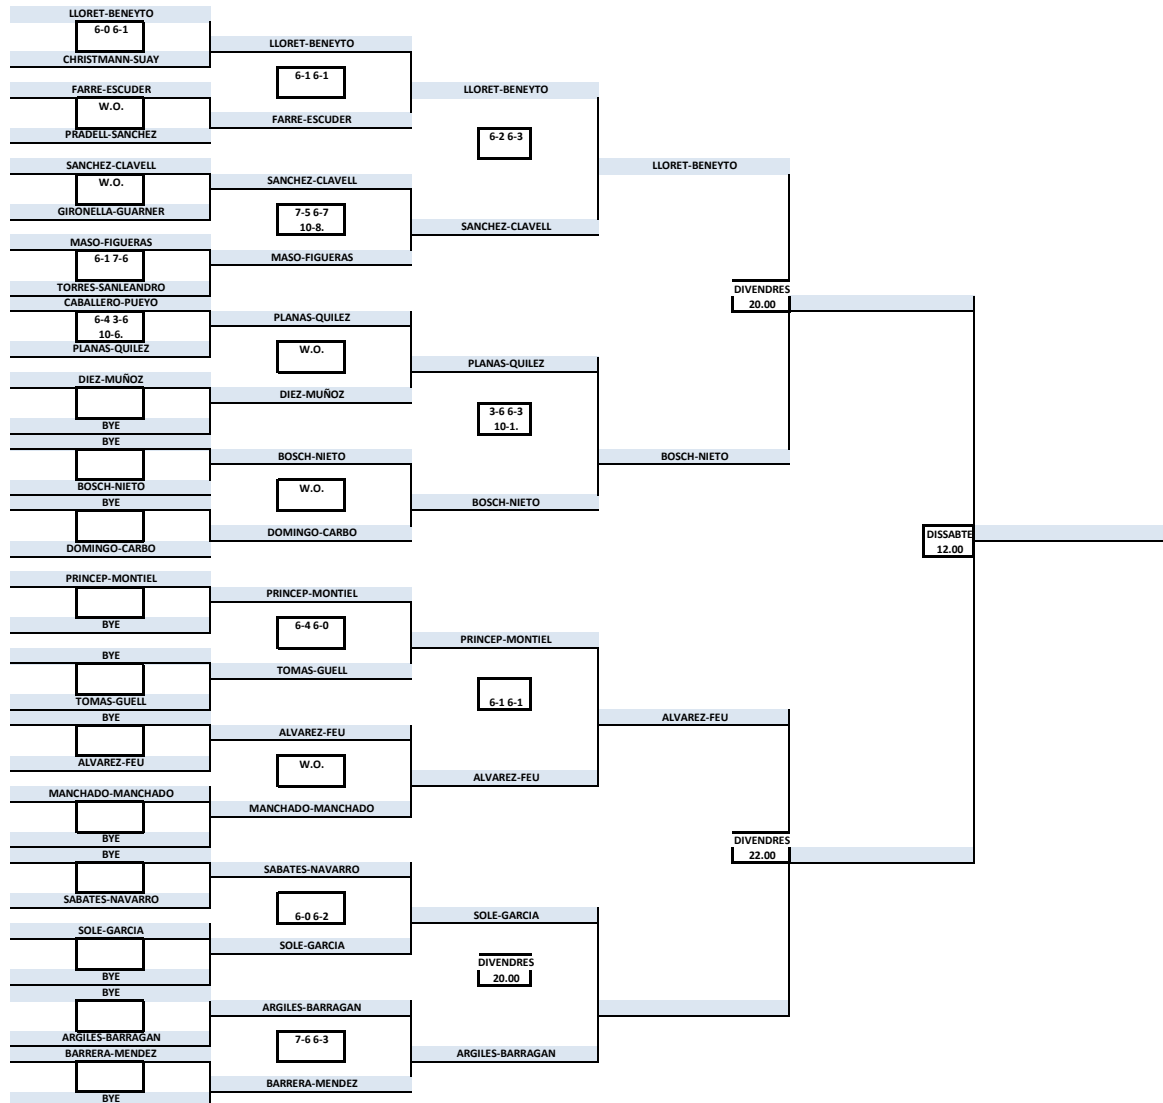 LLORET-BENEYTO
6-0 6-1
CHRISTMANN-SUAY
FARRE-ESCUDER
W.O.
PRADELL-SANCHEZ
SANCHEZ-CLAVELL
W.O.
GIRONELLA-GUARNER
MASO-FIGUERAS
6-1 7-6
TORRES-SANLEANDRO
CABALLERO-PUEYO
6-4 3-6
10-6.
PLANAS-QUILEZ
DIEZ-MUÑOZ
BYE
BYE
BOSCH-NIETO
BYE
DOMINGO-CARBO
PRINCEP-MONTIEL
BYE
BYE
TOMAS-GUELL
BYE
ALVAREZ-FEU
MANCHADO-MANCHADO
BYE
BYE
SABATES-NAVARRO
SOLE-GARCIA
BYE
BYE
ARGILES-BARRAGAN
BARRERA-MENDEZ
BYE
LLORET-BENEYTO
6-1 6-1
FARRE-ESCUDER
SANCHEZ-CLAVELL
7-5 6-7
10-8.
MASO-FIGUERAS
PLANAS-QUILEZ
W.O.
DIEZ-MUÑOZ
BOSCH-NIETO
W.O.
DOMINGO-CARBO
PRINCEP-MONTIEL
6-4 6-0
TOMAS-GUELL
ALVAREZ-FEU
W.O.
MANCHADO-MANCHADO
SABATES-NAVARRO
6-0 6-2
SOLE-GARCIA
ARGILES-BARRAGAN
7-6 6-3
BARRERA-MENDEZ
LLORET-BENEYTO
6-2 6-3
SANCHEZ-CLAVELL
PLANAS-QUILEZ
3-6 6-3
10-1.
BOSCH-NIETO
PRINCEP-MONTIEL
6-1 6-1
ALVAREZ-FEU
SOLE-GARCIA
DIVENDRES
20.00
ARGILES-BARRAGAN
LLORET-BENEYTO
DIVENDRES
20.00
BOSCH-NIETO
ALVAREZ-FEU
DIVENDRES
22.00
DISSABTE
12.00